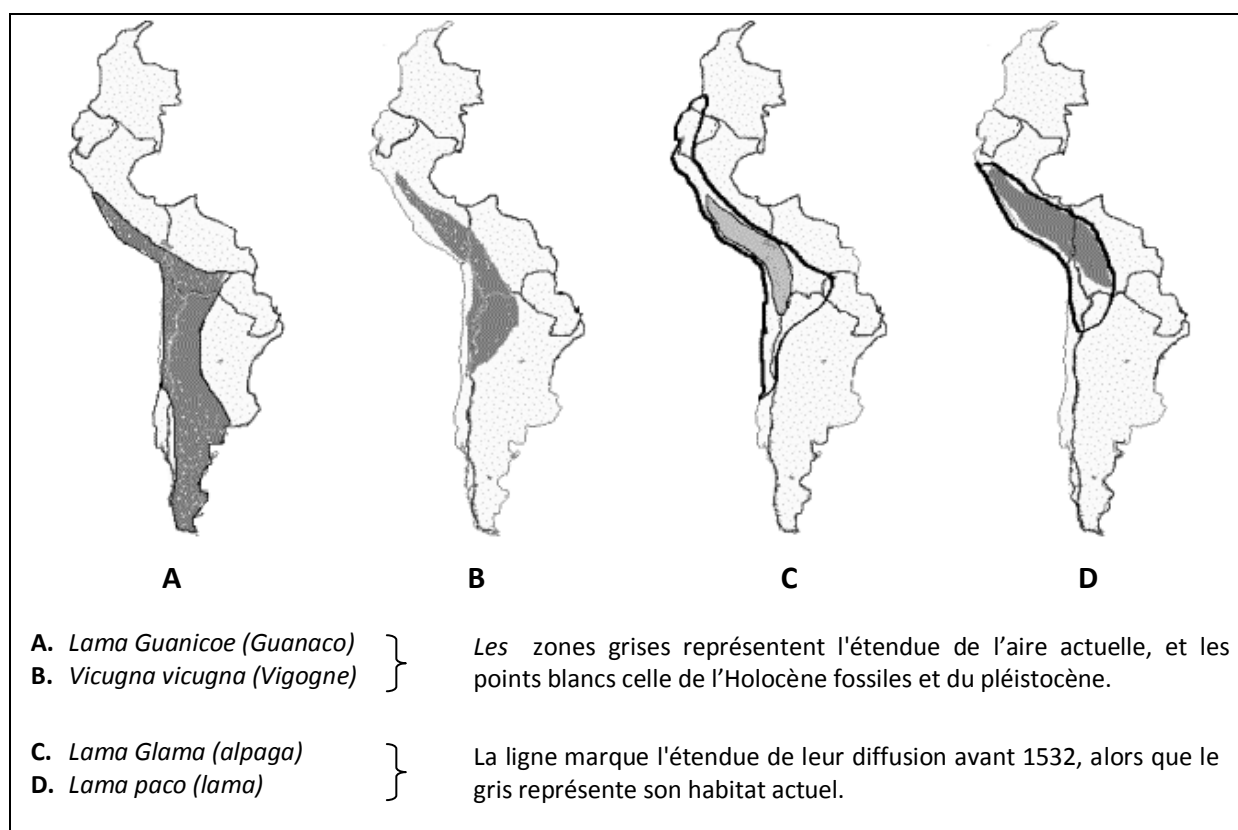 A B C D
A. Lama Guanicoe (Guanaco)
B. Vicugna vicugna (Vigogne)
Les zones grises représentent l'étendue de l’aire actuelle, et les
points blancs celle de l’Holocène fossiles et du pléistocène.
C. Lama Glama (alpaga)
D. Lama paco (lama)
La ligne marque l'étendue de leur diffusion avant 1532, alors que le
gris représente son habitat actuel.